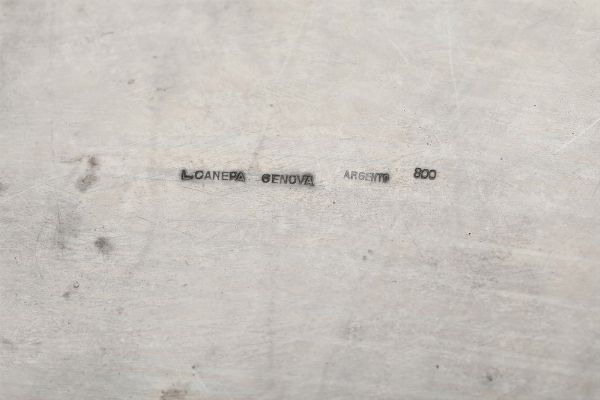 L.CANEPA GENOVA ARGENTO 800